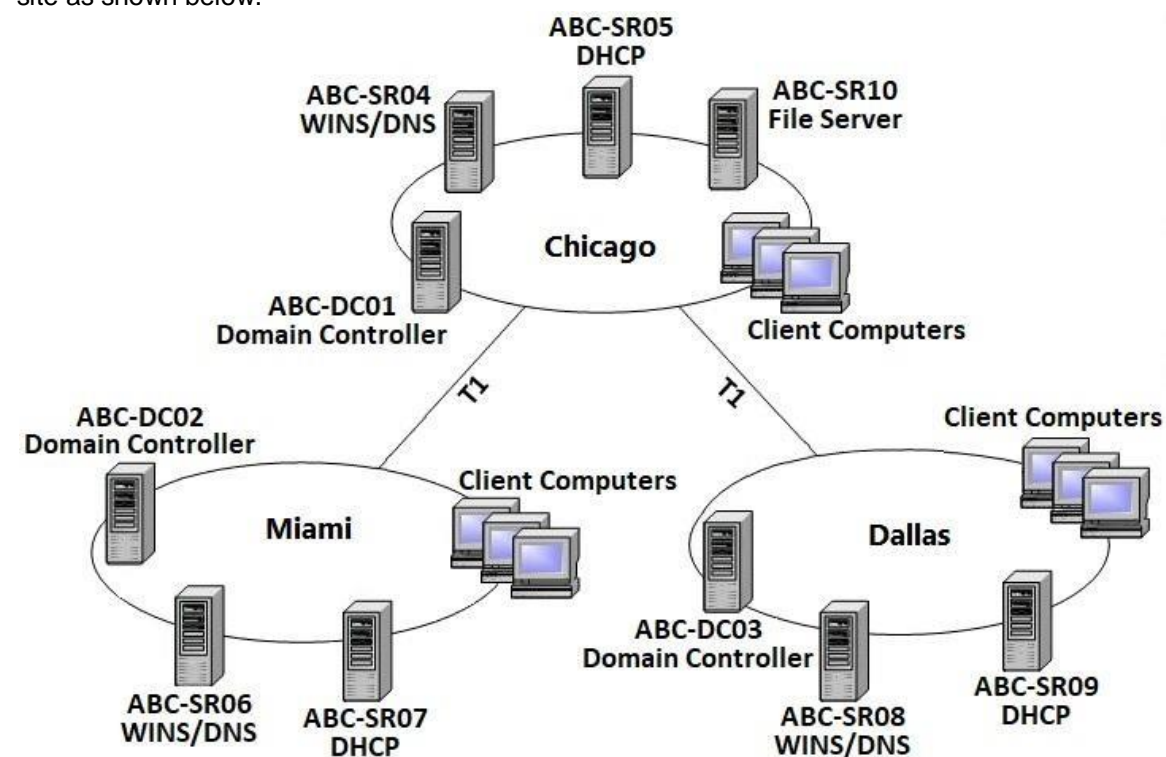 site as shown below.
ABC-SR05
DHCP
ABC-SR04
WINS/DNS
ABC-SR10
File Server
Chicago
ABC-DC01
Domain Controller
Client Computers
T1
T1
ABC-DC02
Domain Controller
Client Computers
Miami
ABC-SR06
WINS/DNS
ABC-SR07
DHCP
Client Computers
Dallas
ABC-DC03
Domain Controller
ABC-SR08
WINS/DNS
ABC-SR09
DHCP